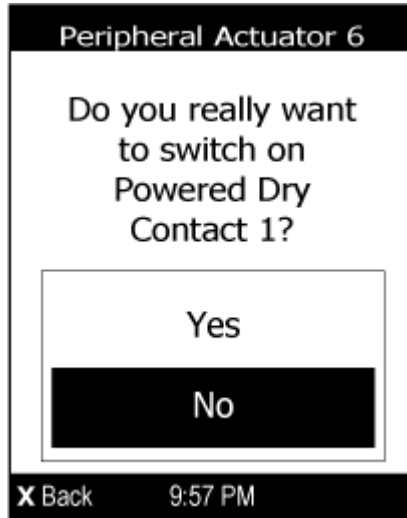 Peripheral Actuator 6
Do you really want
to switch on
Powered Dry
Contact 1?
Yes
No
X Back 9:57 PM